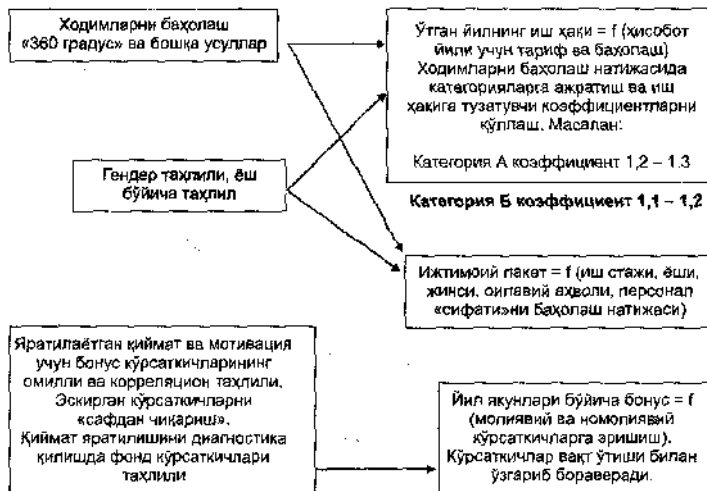 Ходимларни баҳолаш
«360 градус» ва бошқа усуллар
Ўтган йилнинг иш ҳақи = f (ҳисобот
йили учун тариф ва баҳолаш)
Ходимларни баҳолаш натижасида
категорияларга ажратиш ва иш
ҳақига тузатувчи коэффициентларни
қўллаш. Масалан:
Категория А коэффициент 1,2 – 1.3
Гендер таҳлили, ёш
бўйича таҳлил
Категория Б коэффициент 1,1 – 1,2
Ижтимоий пакет = f (иш стажи, ёши,
жинси, оилавий аҳволи, персонал
«сифати»ни баҳолаш натижаси)
Яратилаётган қиймат ва мотивация
учун бонус кўрсаткичларининг
омилли ва корреляцион таҳлили.
Эскирган кўрсаткичларни
«сафдан чиқариш».
Қиймат яратилишини диагностика
қилишда фонд кўрсаткичлари
таҳлили
Йил якунлари бўйича бонус = f
(молиявий ва номолиявий
кўрсаткичларга эришиш).
Кўрсаткичлар вақт ўтиши билан
ўзгариб бораверади.